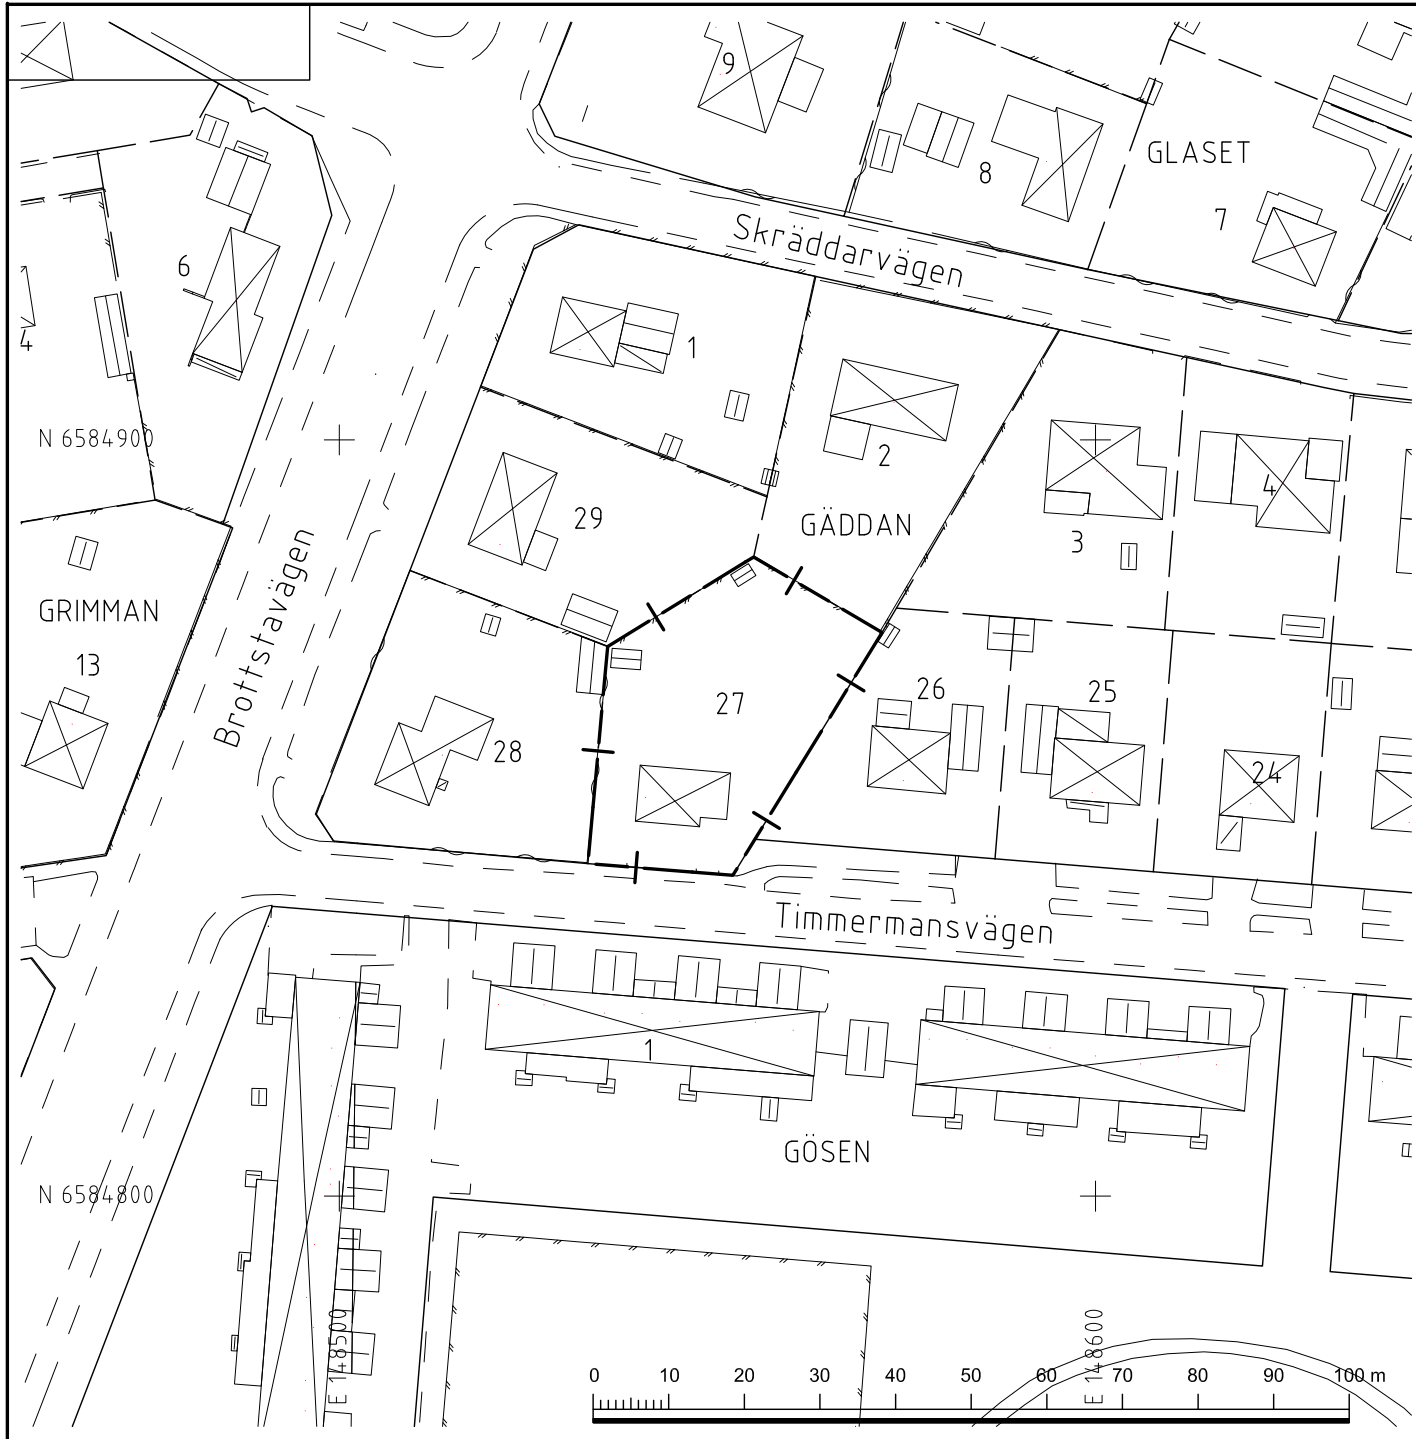 9
8
GLASET
7
Skräddarvägen
6
1
4
2
N 6584900
3
4
29
GÄDDAN
Brottstavägen
GRIMMAN
13
28
27
26
25
24
Timmermansvägen
1
GÖSEN
N 6584800
E 148500
E 148600
0 10 20 30 40 50 60 70 80 90 100 m